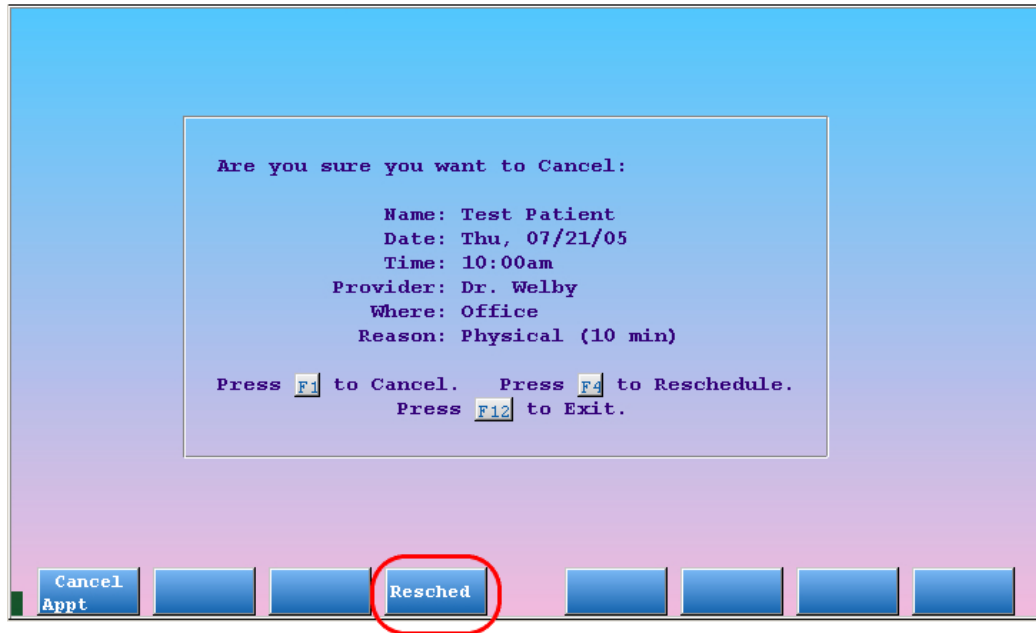 Are you sure you want to Cancel:
Name: Test Patient
Date: Thu, 07/21/05
Time: 10:00am
Provider: Dr. Welby
Where: Office
Reason: Physical (10 min)
Press F1 to Cancel. Press F4 to Reschedule.
Press F12 to Exit.
Cancel
Appt
Resched